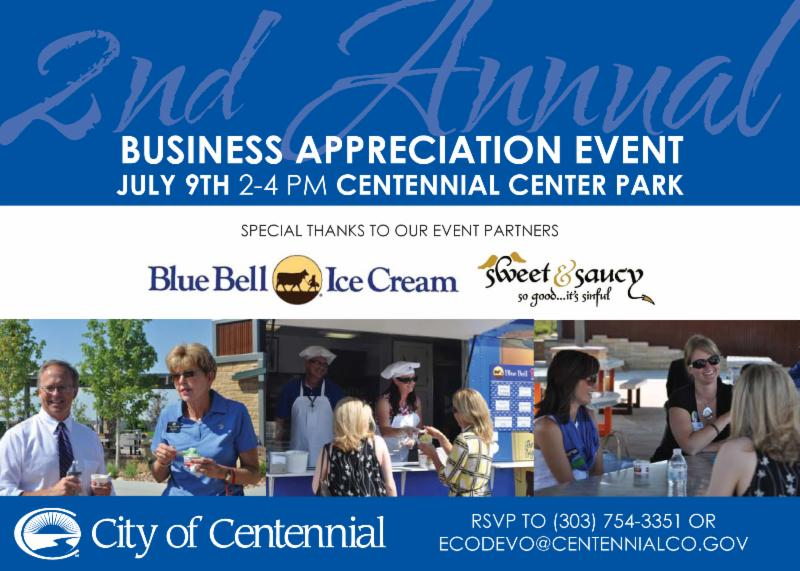 2nd Annual
BUSINESS APPRECIATION EVENT
JULY 9TH 2-4 PM CENTENNIAL CENTER PARK
SPECIAL THANKS TO OUR EVENT PARTNERS
Blue Bell Ice Cream
sweet & saucy
so good...it's sinful
Blue Bell
City of Centennial
RSVP TO (303) 754-3351 OR
ECODEVO@CENTENNIALCO.GOV